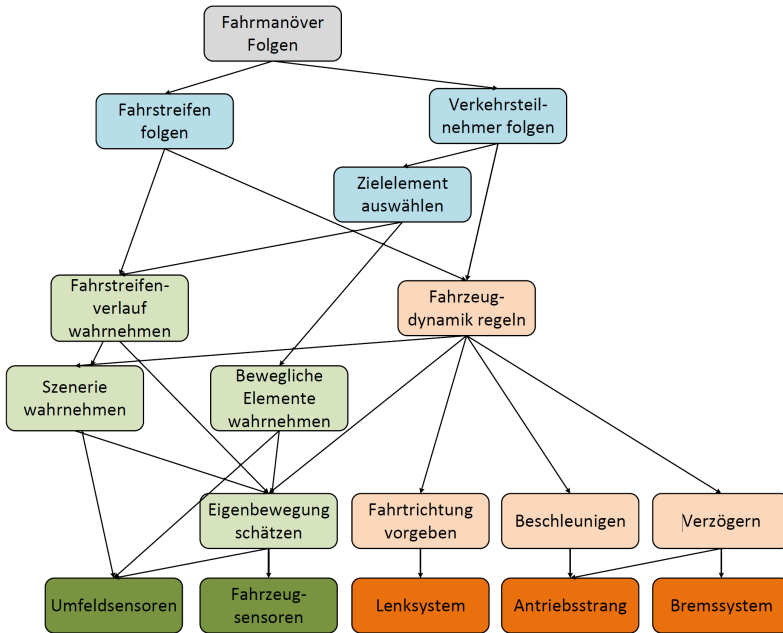 Fahrmanöver
Folgen
Fahrstreifen
folgen
Verkehrsteil-
nehmer folgen
Zielelement
auswählen
Fahrstreifen-
verlauf
wahrnehmen
Fahrzeug-
dynamik regeln
Szenerie
wahrnehmen
Bewegliche
Elemente
wahrnehmen
Eigenbewegung
schätzen
Fahrtrichtung
vorgeben
Beschleunigen
Verzögern
Umfeldsensoren
Fahrzeug-
sensoren
Lenksystem
Antriebsstrang
Bremssystem